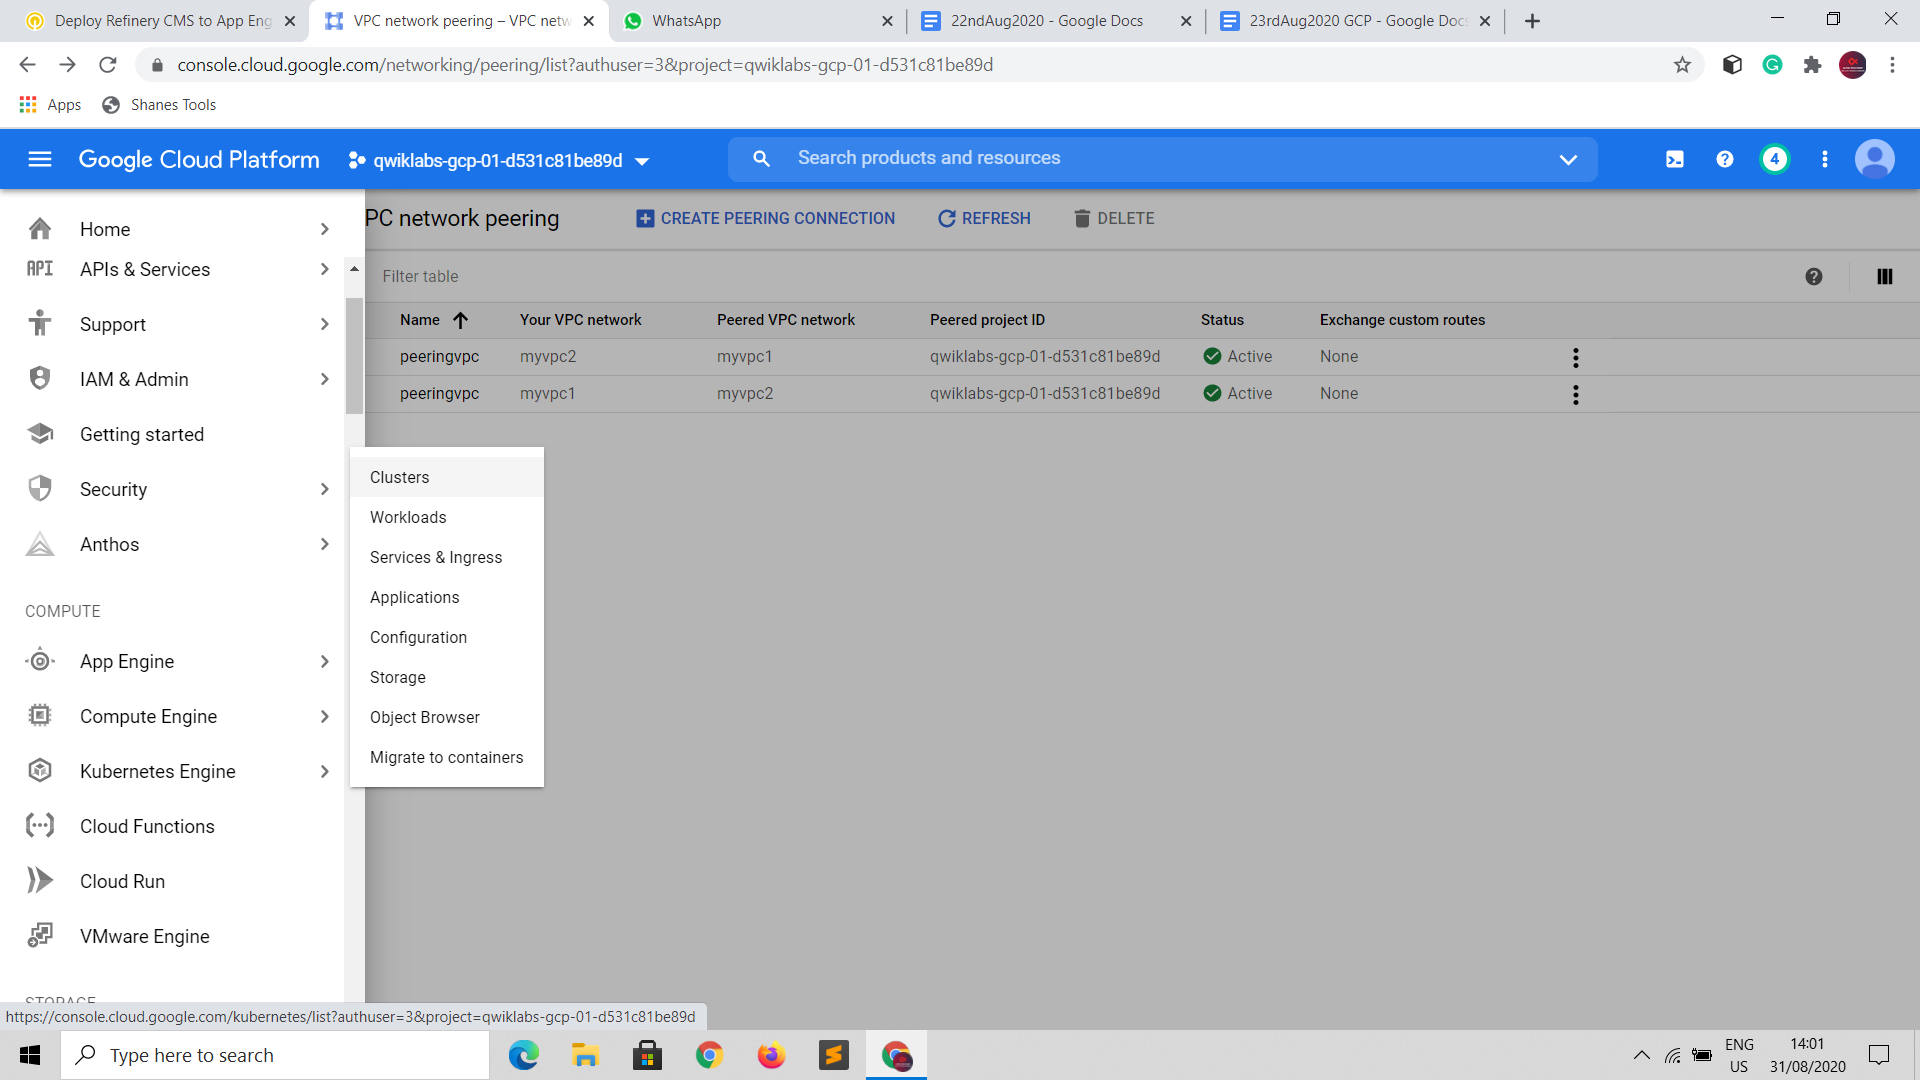 Deploy Refinery CMS to App Eng
VPC network peering – VPC netw
WhatsApp
22ndAug2020 - Google Docs
23rdAug2020 GCP - Google Docs
console.cloud.google.com/networking/peering/list?authuser=3&project=qwiklabs-gcp-01-d531c81be89d
Apps
Shanes Tools
Google Cloud Platform
qwiklabs-gcp-01-d531c81be89d
Search products and resources
4
PC network peering
CREATE PEERING CONNECTION
REFRESH
DELETE
Filter table
Name Your VPC network Peered VPC network Peered project ID Status Exchange custom routes
peeringvpc myvpc2 myvpc1 qwiklabs-gcp-01-d531c81be89d Active None
peeringvpc myvpc1 myvpc2 qwiklabs-gcp-01-d531c81be89d Active None
Home
API APIs & Services
Support
IAM & Admin
Getting started
Security
Anthos
COMPUTE
App Engine
Compute Engine
Kubernetes Engine
Cloud Functions
Cloud Run
VMware Engine
STORAGE
Clusters
Workloads
Services & Ingress
Applications
Configuration
Storage
Object Browser
Migrate to containers
https://console.cloud.google.com/kubernetes/list?authuser=3&project=qwiklabs-gcp-01-d531c81be89d
Type here to search
ENG
US
14:01
31/08/2020